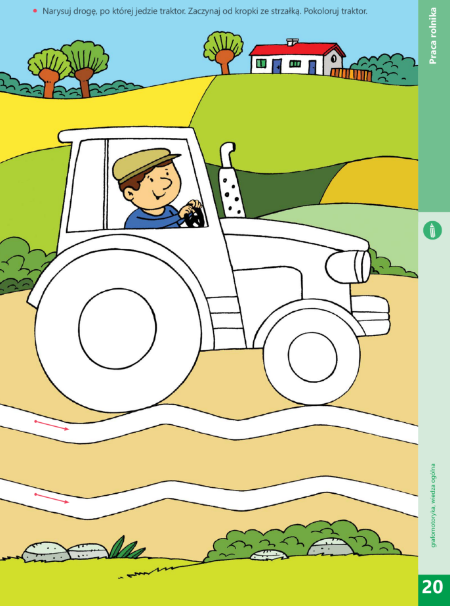 • Narysuj drogę, po której jedzie traktor. Zaczynaj od kropki ze strzałką. Pokoloruj traktor.
Praca rolnika
grafomotoryka, wiedza ogólna
20